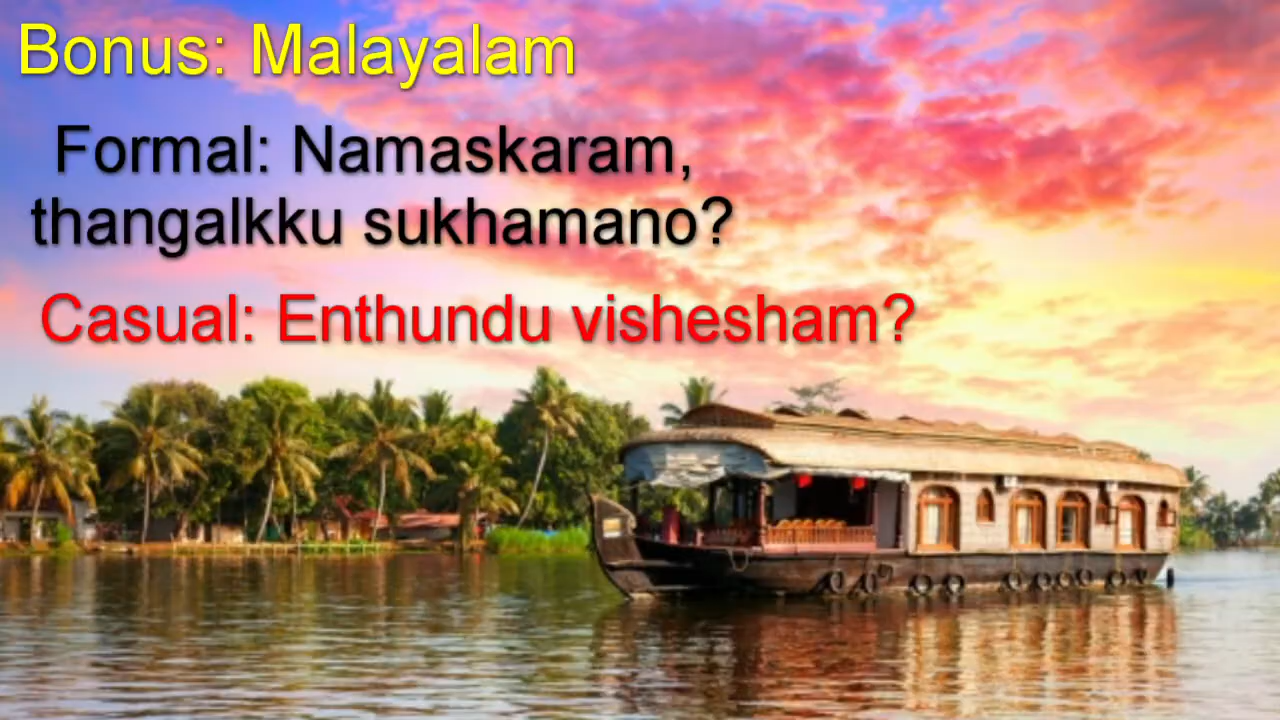 Bonus: Malayalam
Formal: Namaskaram,
thangalkku sukhamano?
Casual: Enthundu vishesham?